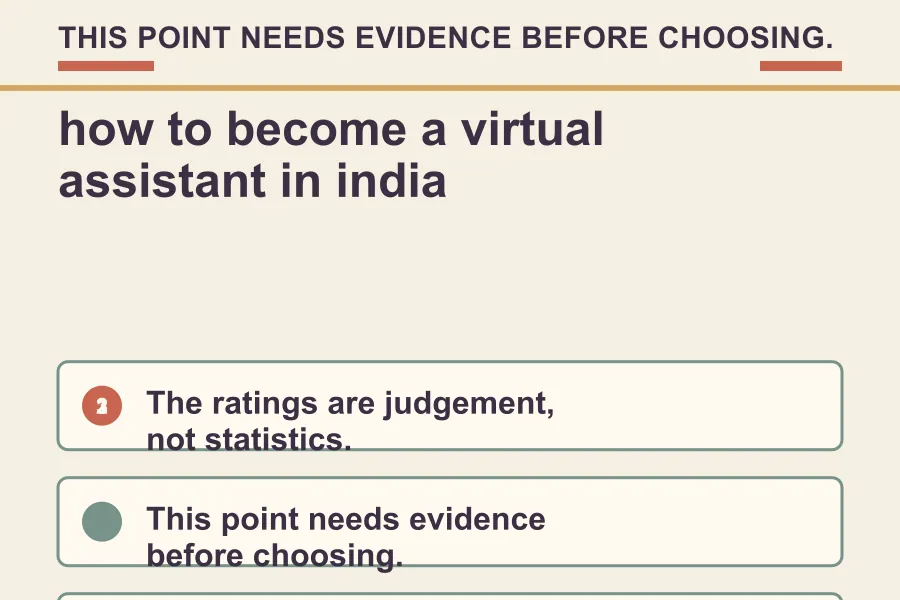 THIS POINT NEEDS EVIDENCE BEFORE CHOOSING.
how to become a virtual
assistant in india
The ratings are judgement,
not statistics.
This point needs evidence
before choosing.